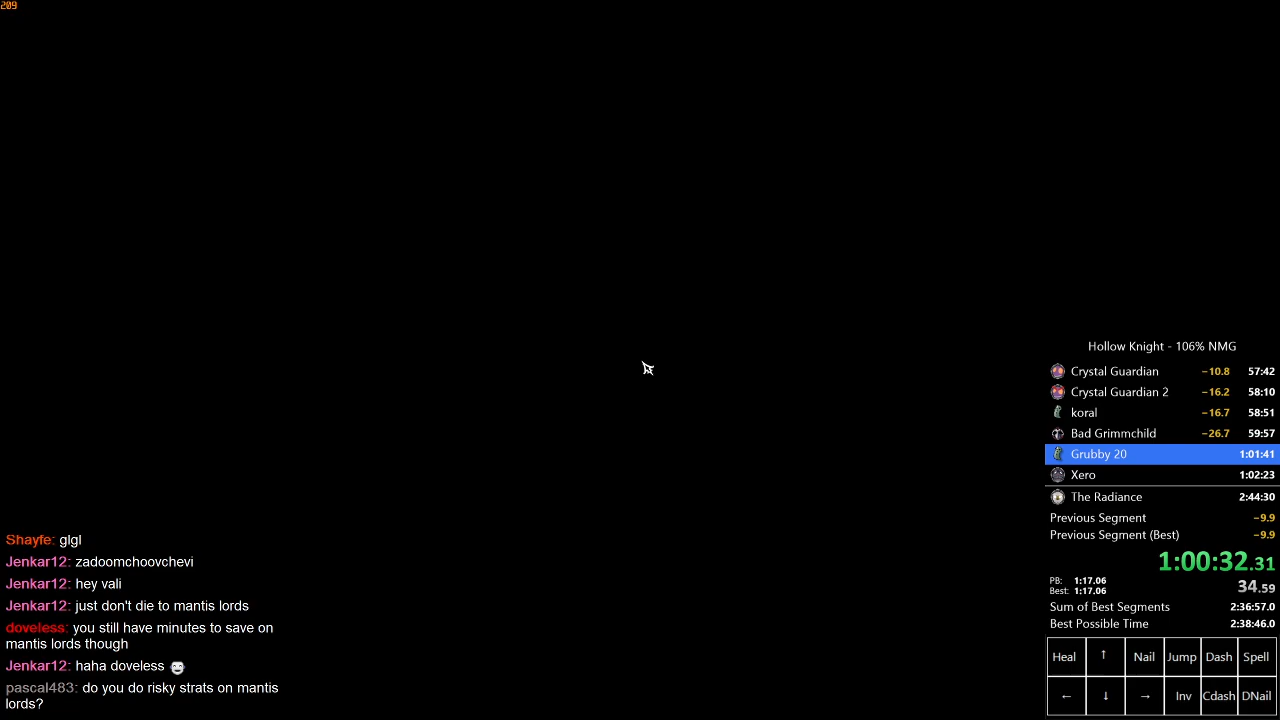 209
Hollow Knight - 106% NMG
Crystal Guardian −10.8 57:42
Crystal Guardian 2 −16.2 58:10
koral −16.7 58:51
Bad Grimmchild −26.7 59:57
Grubby 20 1:01:41
Xero 1:02:23
The Radiance 2:44:30
Previous Segment −9.9
Previous Segment (Best) −9.9
1:00:32.31
PB: 1:17.06
Best: 1:17.06
34.59
Sum of Best Segments 2:36:57.0
Best Possible Time 2:38:46.0
Heal ↑ Nail Jump Dash Spell
← ↓ → Inv Cdash DNail
Shayfe: glgl
Jenkar12: zadoomchoovchevi
Jenkar12: hey vali
Jenkar12: just don't die to mantis lords
doveless: you still have minutes to save on
mantis lords though
Jenkar12: haha doveless
pascal483: do you do risky strats on mantis
lords?